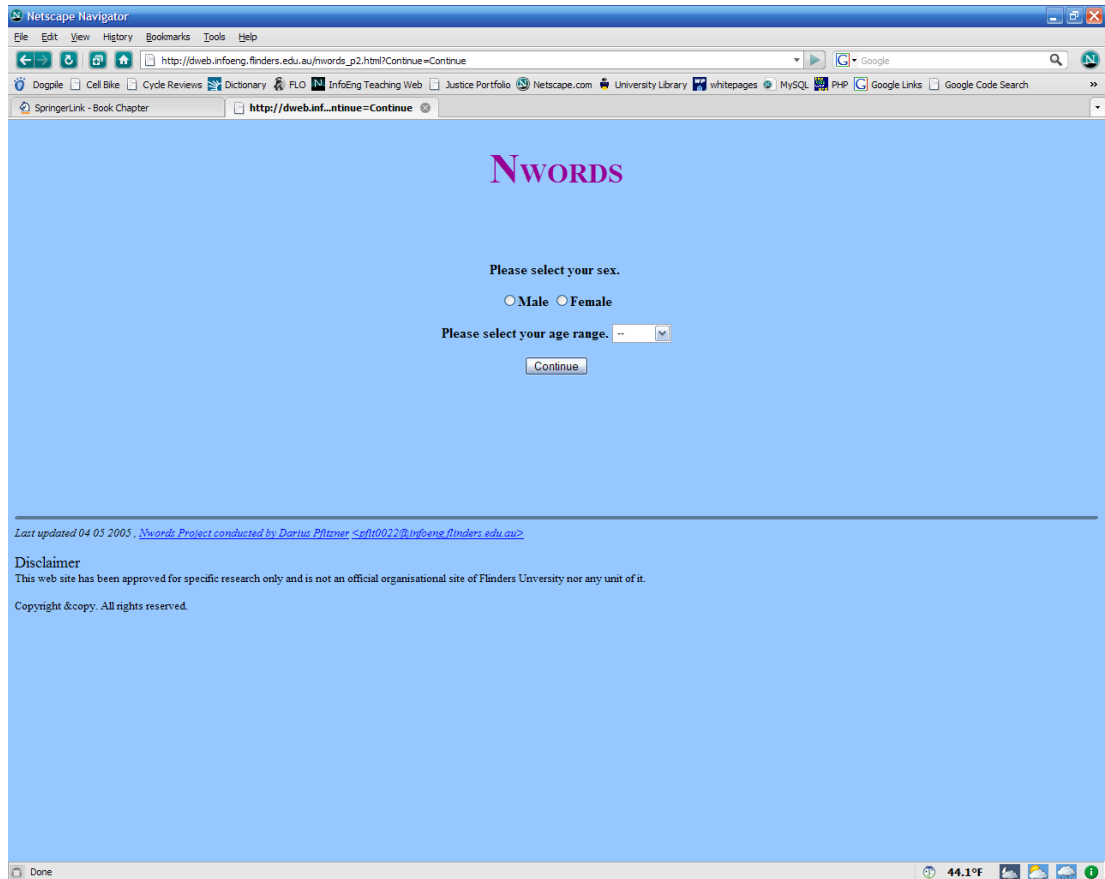 Netscape Navigator
File Edit View History Bookmarks Tools Help
http://dweb.infoeng.flinders.edu.au/nwords_p2.html?Continue=Continue G Google N
Dogpile Cell Bike Cycle Reviews Dictionary FLO N InfoEng Teaching Web Justice Portfolio Netscape.com University Library whitepages MySQL PHP G Google Links Google Code Search »
SpringerLink - Book Chapter http://dweb.inf...ntinue=Continue
NWORDS
Please select your sex.
Male Female
Please select your age range. --
Continue
Last updated 04 05 2005 , Nwords Project conducted by Darius Pfitzner <pfit0022@infoeng.flinders.edu.au>
Disclaimer
This web site has been approved for specific research only and is not an official organisational site of Flinders Unversity nor any unit of it.
Copyright &copy. All rights reserved.
Done 44.1°F